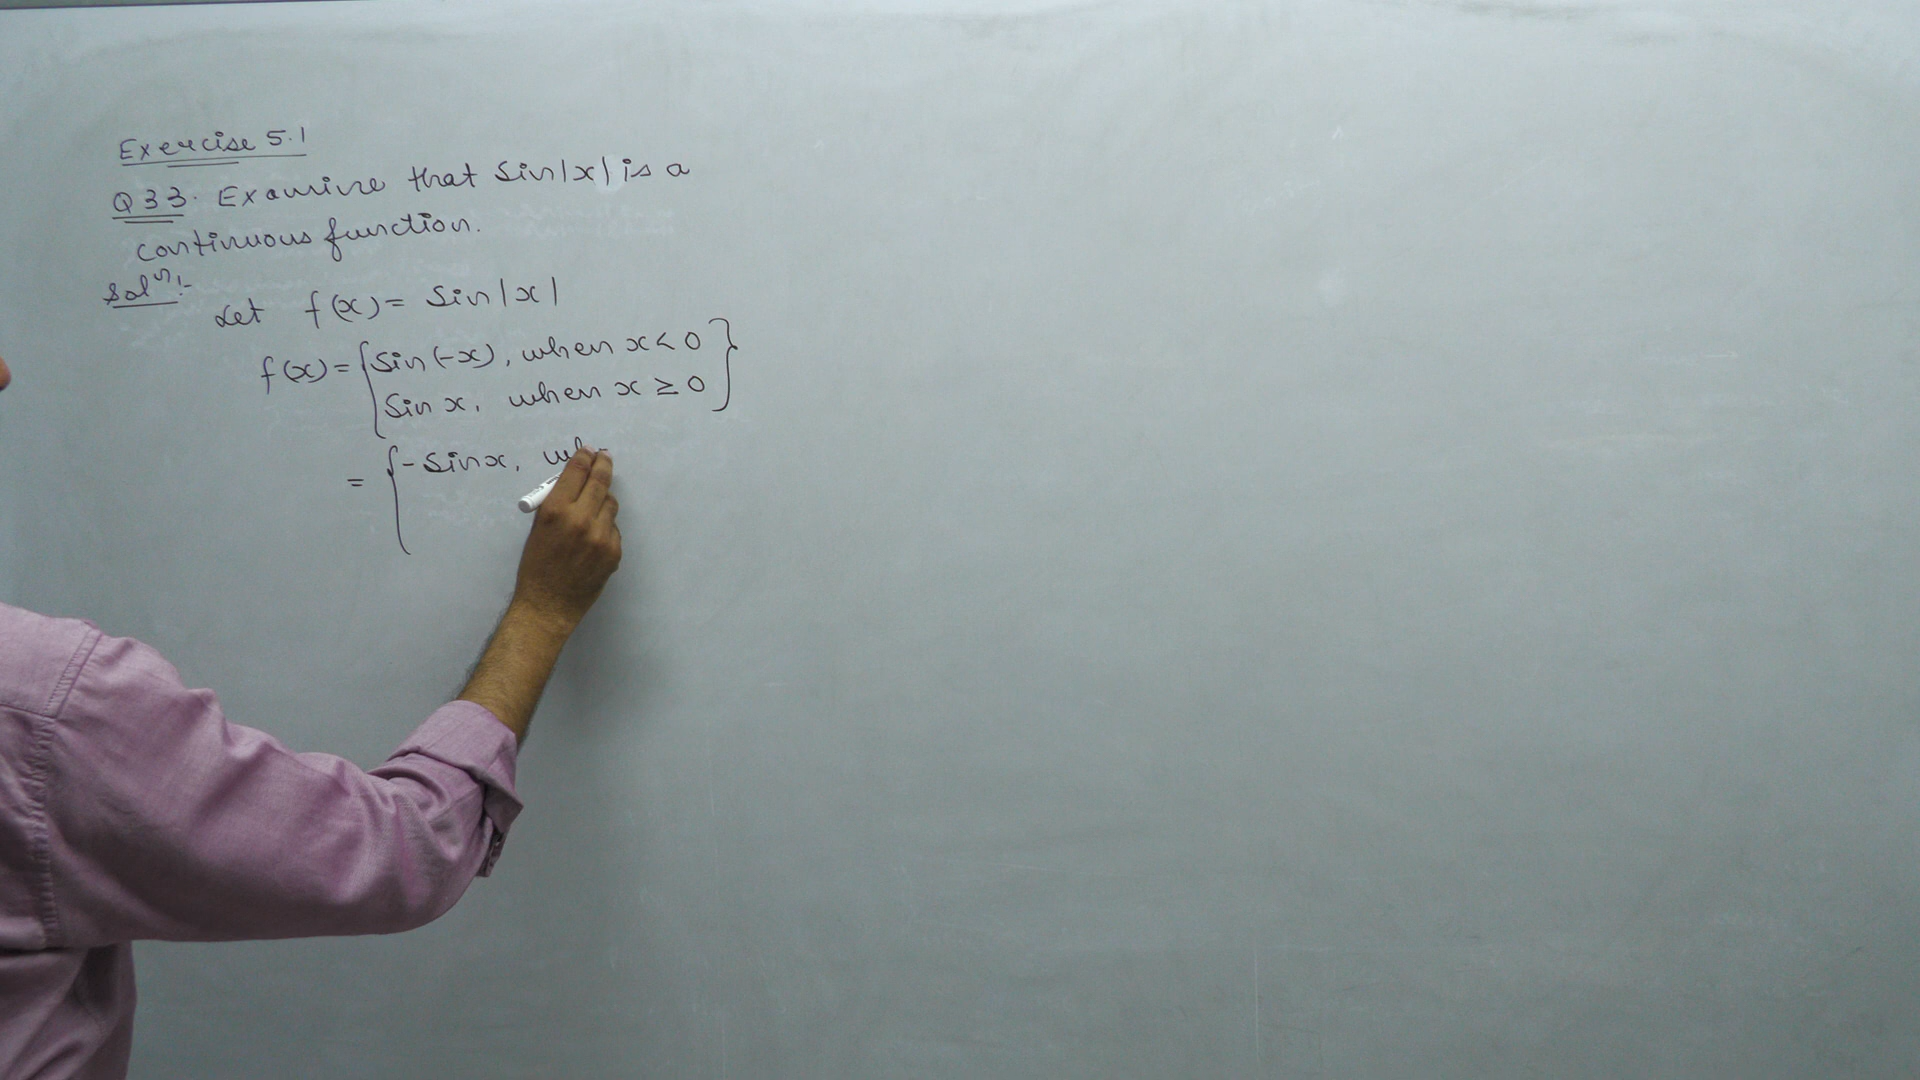 Exercise 5.1
Q33. Examine that Sin|x| is a
continuous function.
Solⁿ:-
Let f(x) = Sin|x|
f(x) = { Sin(-x), when x < 0
Sin x, when x ≥ 0 }
= { - Sin x,